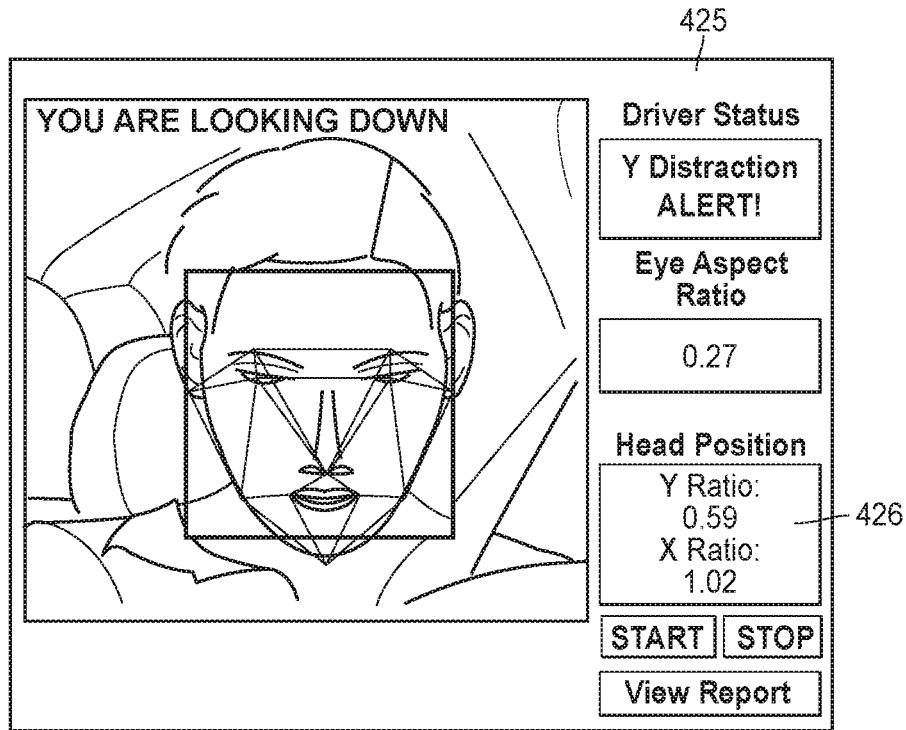 425
YOU ARE LOOKING DOWN
Driver Status
Y Distraction
ALERT!
Eye Aspect
Ratio
0.27
Head Position
Y Ratio:
0.59
X Ratio:
1.02
426
START STOP
View Report